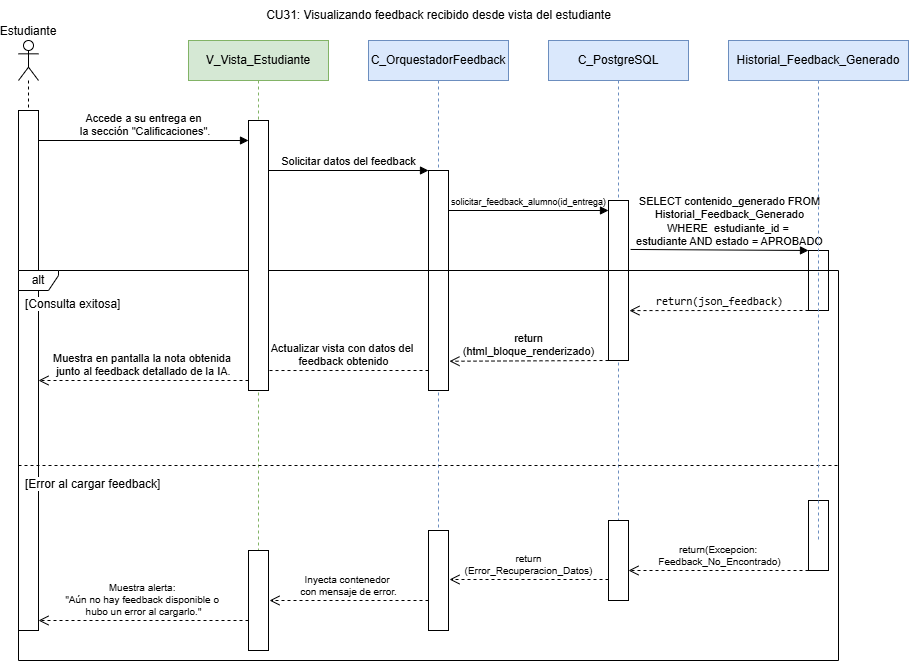 CU31: Visualizando feedback recibido desde vista del estudiante
Estudiante
V_Vista_Estudiante
C_OrquestadorFeedback
C_PostgreSQL
Historial_Feedback_Generado
Accede a su entrega en
la sección "Calificaciones".
Solicitar datos del feedback
solicitar_feedback_alumno(id_entrega)
SELECT contenido_generado FROM
Historial_Feedback_Generado
WHERE estudiante_id =
estudiante AND estado = APROBADO
alt
[Consulta exitosa]
return(json_feedback)
return
(html_bloque_renderizado)
Actualizar vista con datos del
feedback obtenido
Muestra en pantalla la nota obtenida
junto al feedback detallado de la IA.
[Error al cargar feedback]
return(Excepcion:
Feedback_No_Encontrado)
return
(Error_Recuperacion_Datos)
Inyecta contenedor
con mensaje de error.
Muestra alerta:
"Aún no hay feedback disponible o
hubo un error al cargarlo."